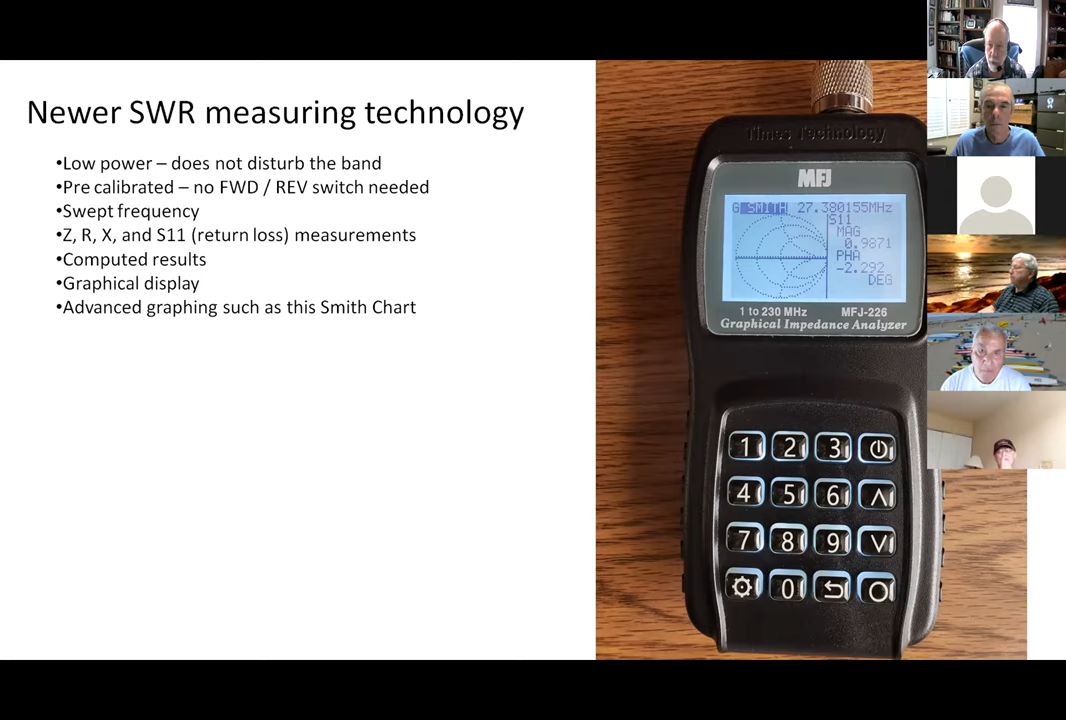 Newer SWR measuring technology
•Low power – does not disturb the band
•Pre calibrated – no FWD / REV switch needed
•Swept frequency
•Z, R, X, and S11 (return loss) measurements
•Computed results
•Graphical display
•Advanced graphing such as this Smith Chart
Times Technology
MFJ
G SMITH 27.380155MHz
S11
MAG
0.9871
PHA
-2.292
DEG
1 to 230 MHz MFJ-226
Graphical Impedance Analyzer
1 2 3
4 5 6
7 8 9
0